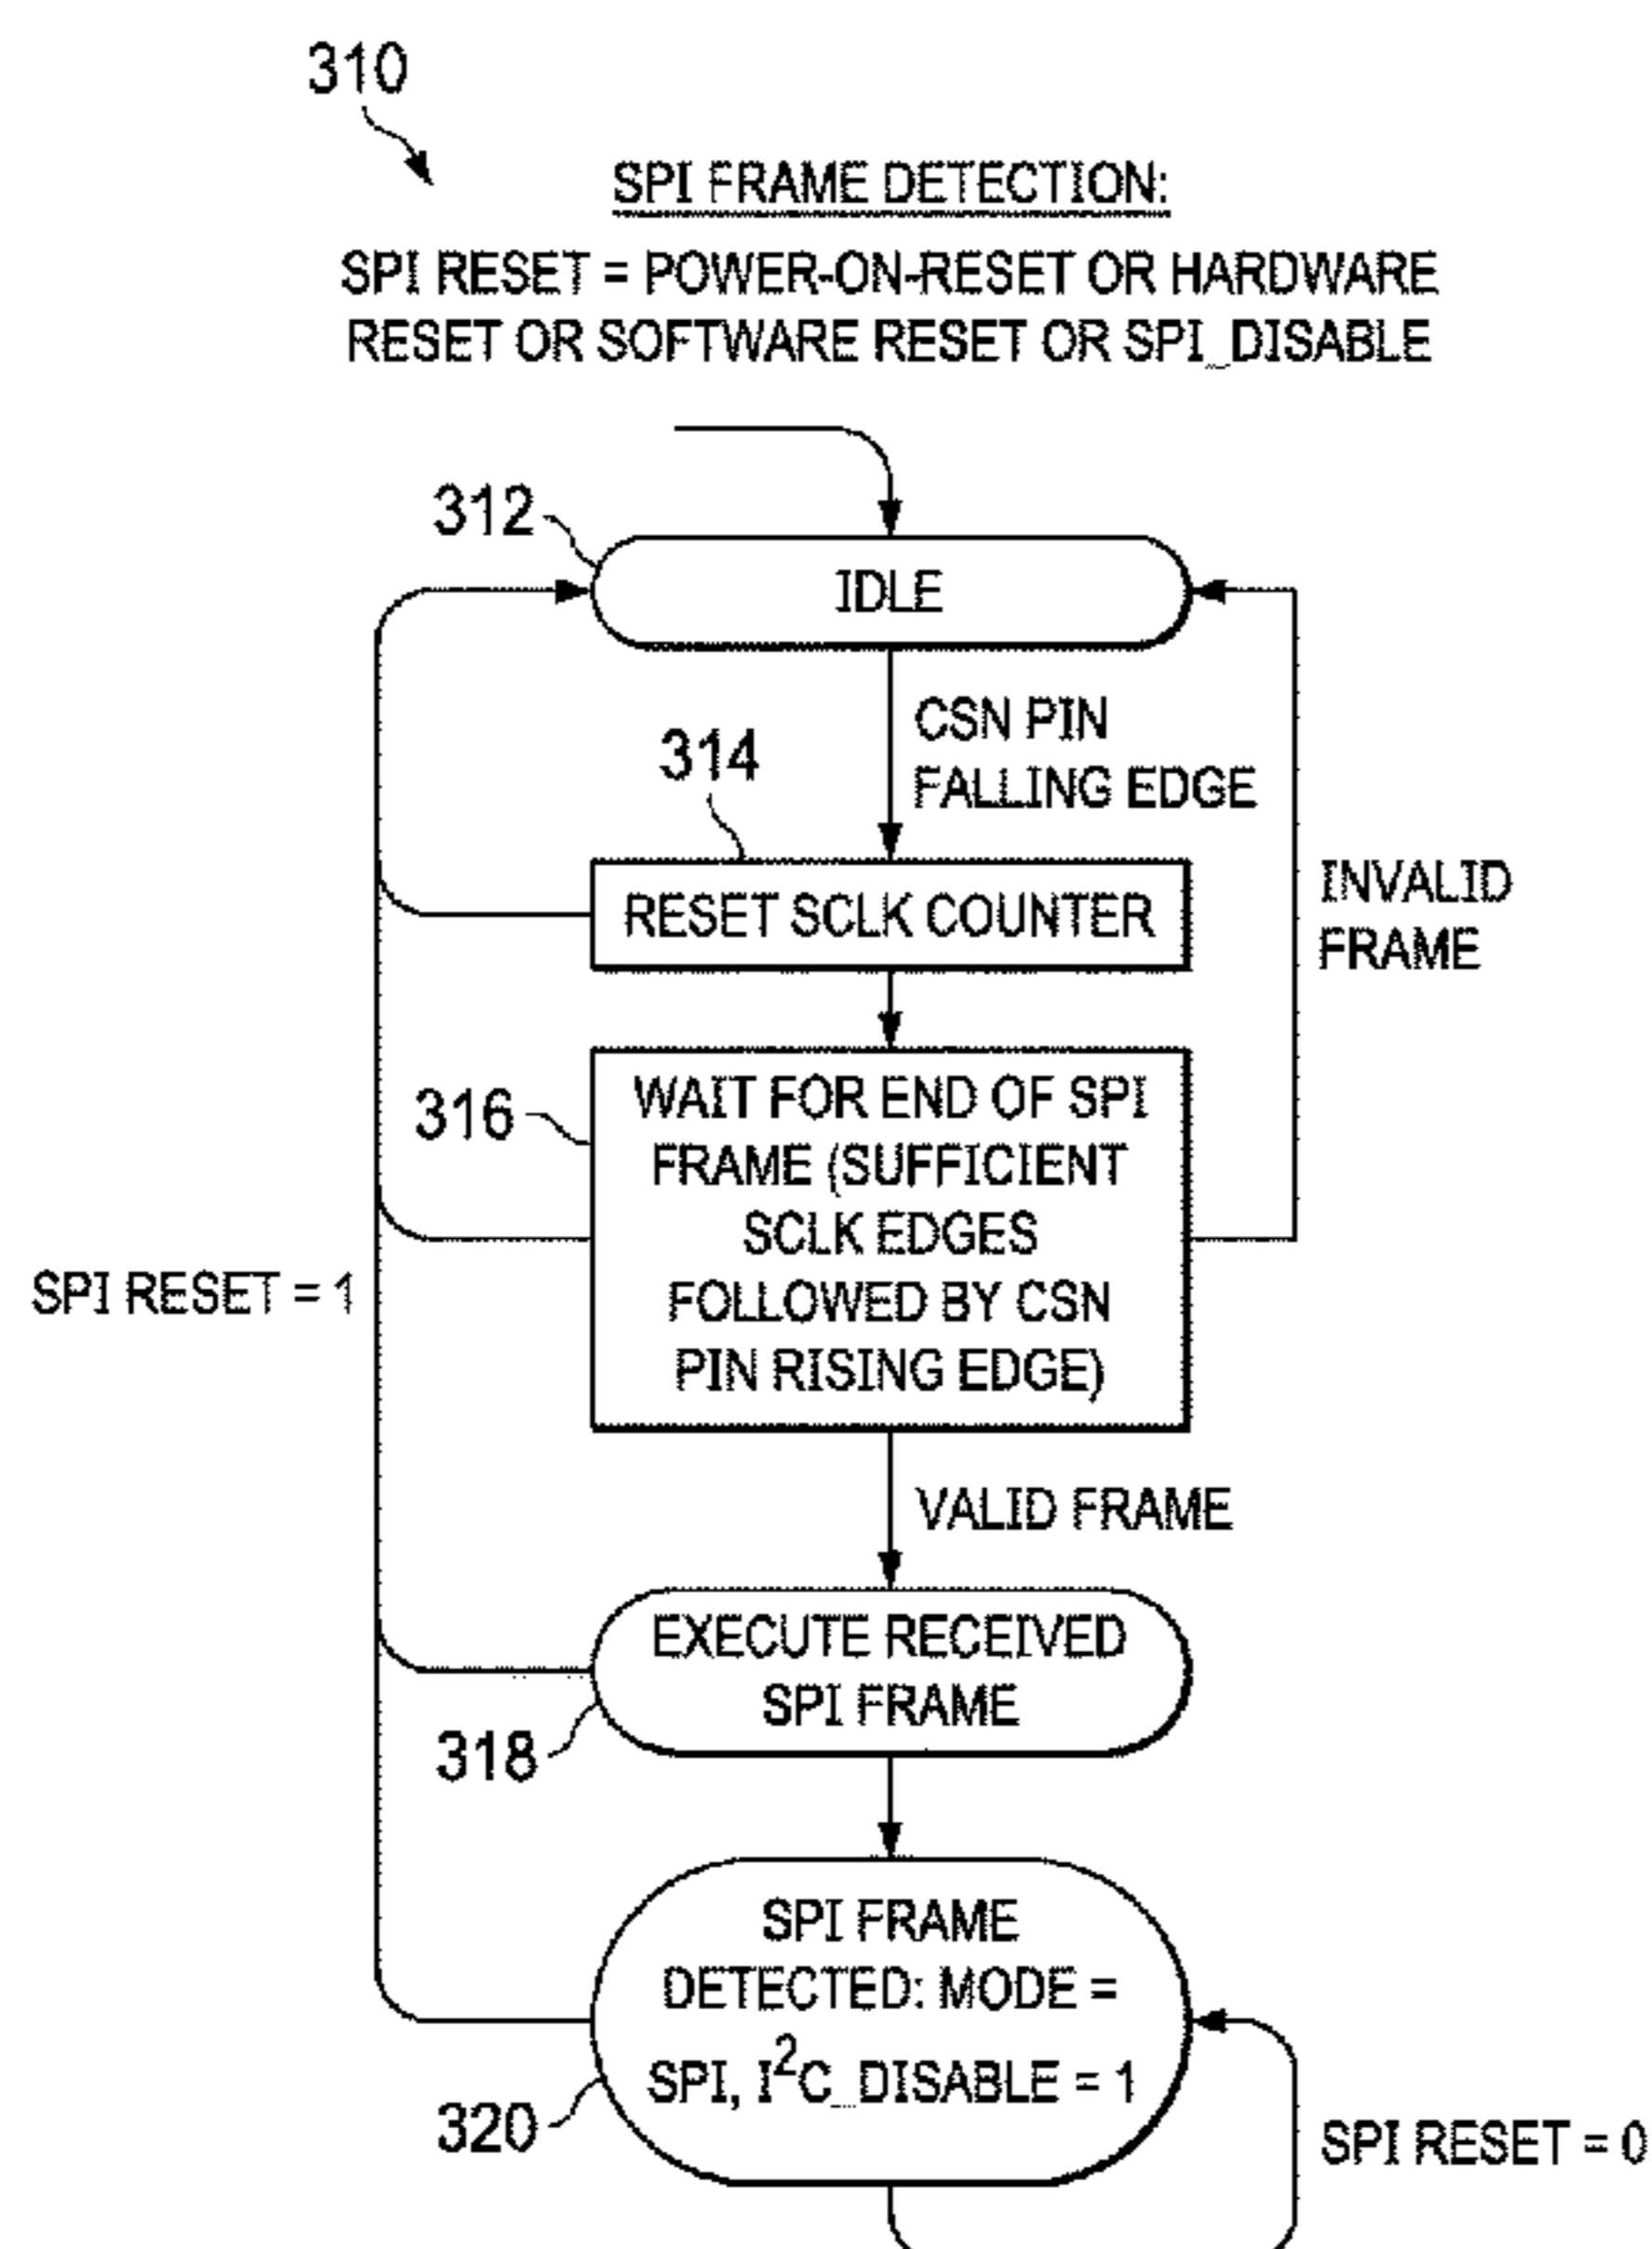 310
SPI FRAME DETECTION:
SPI RESET = POWER-ON-RESET OR HARDWARE
RESET OR SOFTWARE RESET OR SPI_DISABLE
312
IDLE
CSN PIN
FALLING EDGE
314
RESET SCLK COUNTER
INVALID
FRAME
316
WAIT FOR END OF SPI
FRAME (SUFFICIENT
SCLK EDGES
FOLLOWED BY CSN
PIN RISING EDGE)
SPI RESET = 1
VALID FRAME
EXECUTE RECEIVED
SPI FRAME
318
SPI FRAME
DETECTED: MODE =
SPI, I²C_DISABLE = 1
320
SPI RESET = 0